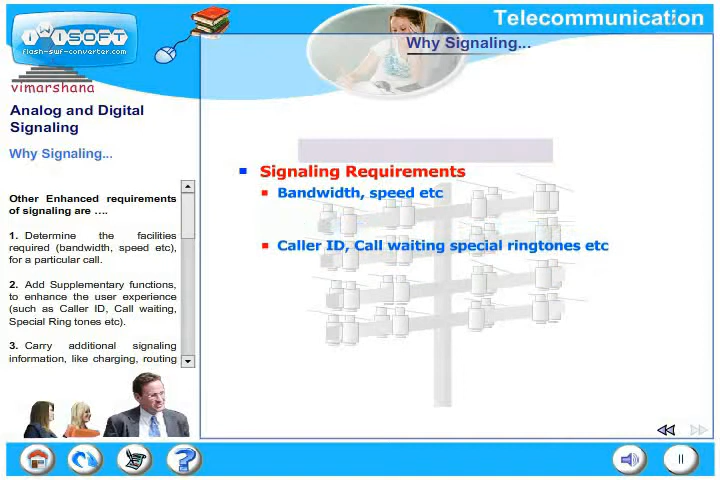 Telecommunication
iWiSOFT
flash-swf-converter.com
vimarshana
Why Signaling...
Analog and Digital
Signaling
Why Signaling...
Other Enhanced requirements
of signaling are ....
1. Determine the facilities
required (bandwidth, speed etc),
for a particular call.
2. Add Supplementary functions,
to enhance the user experience
(such as Caller ID, Call waiting,
Special Ring tones etc).
3. Carry additional signaling
information, like charging, routing
Signaling Requirements
Bandwidth, speed etc
Caller ID, Call waiting special ringtones etc